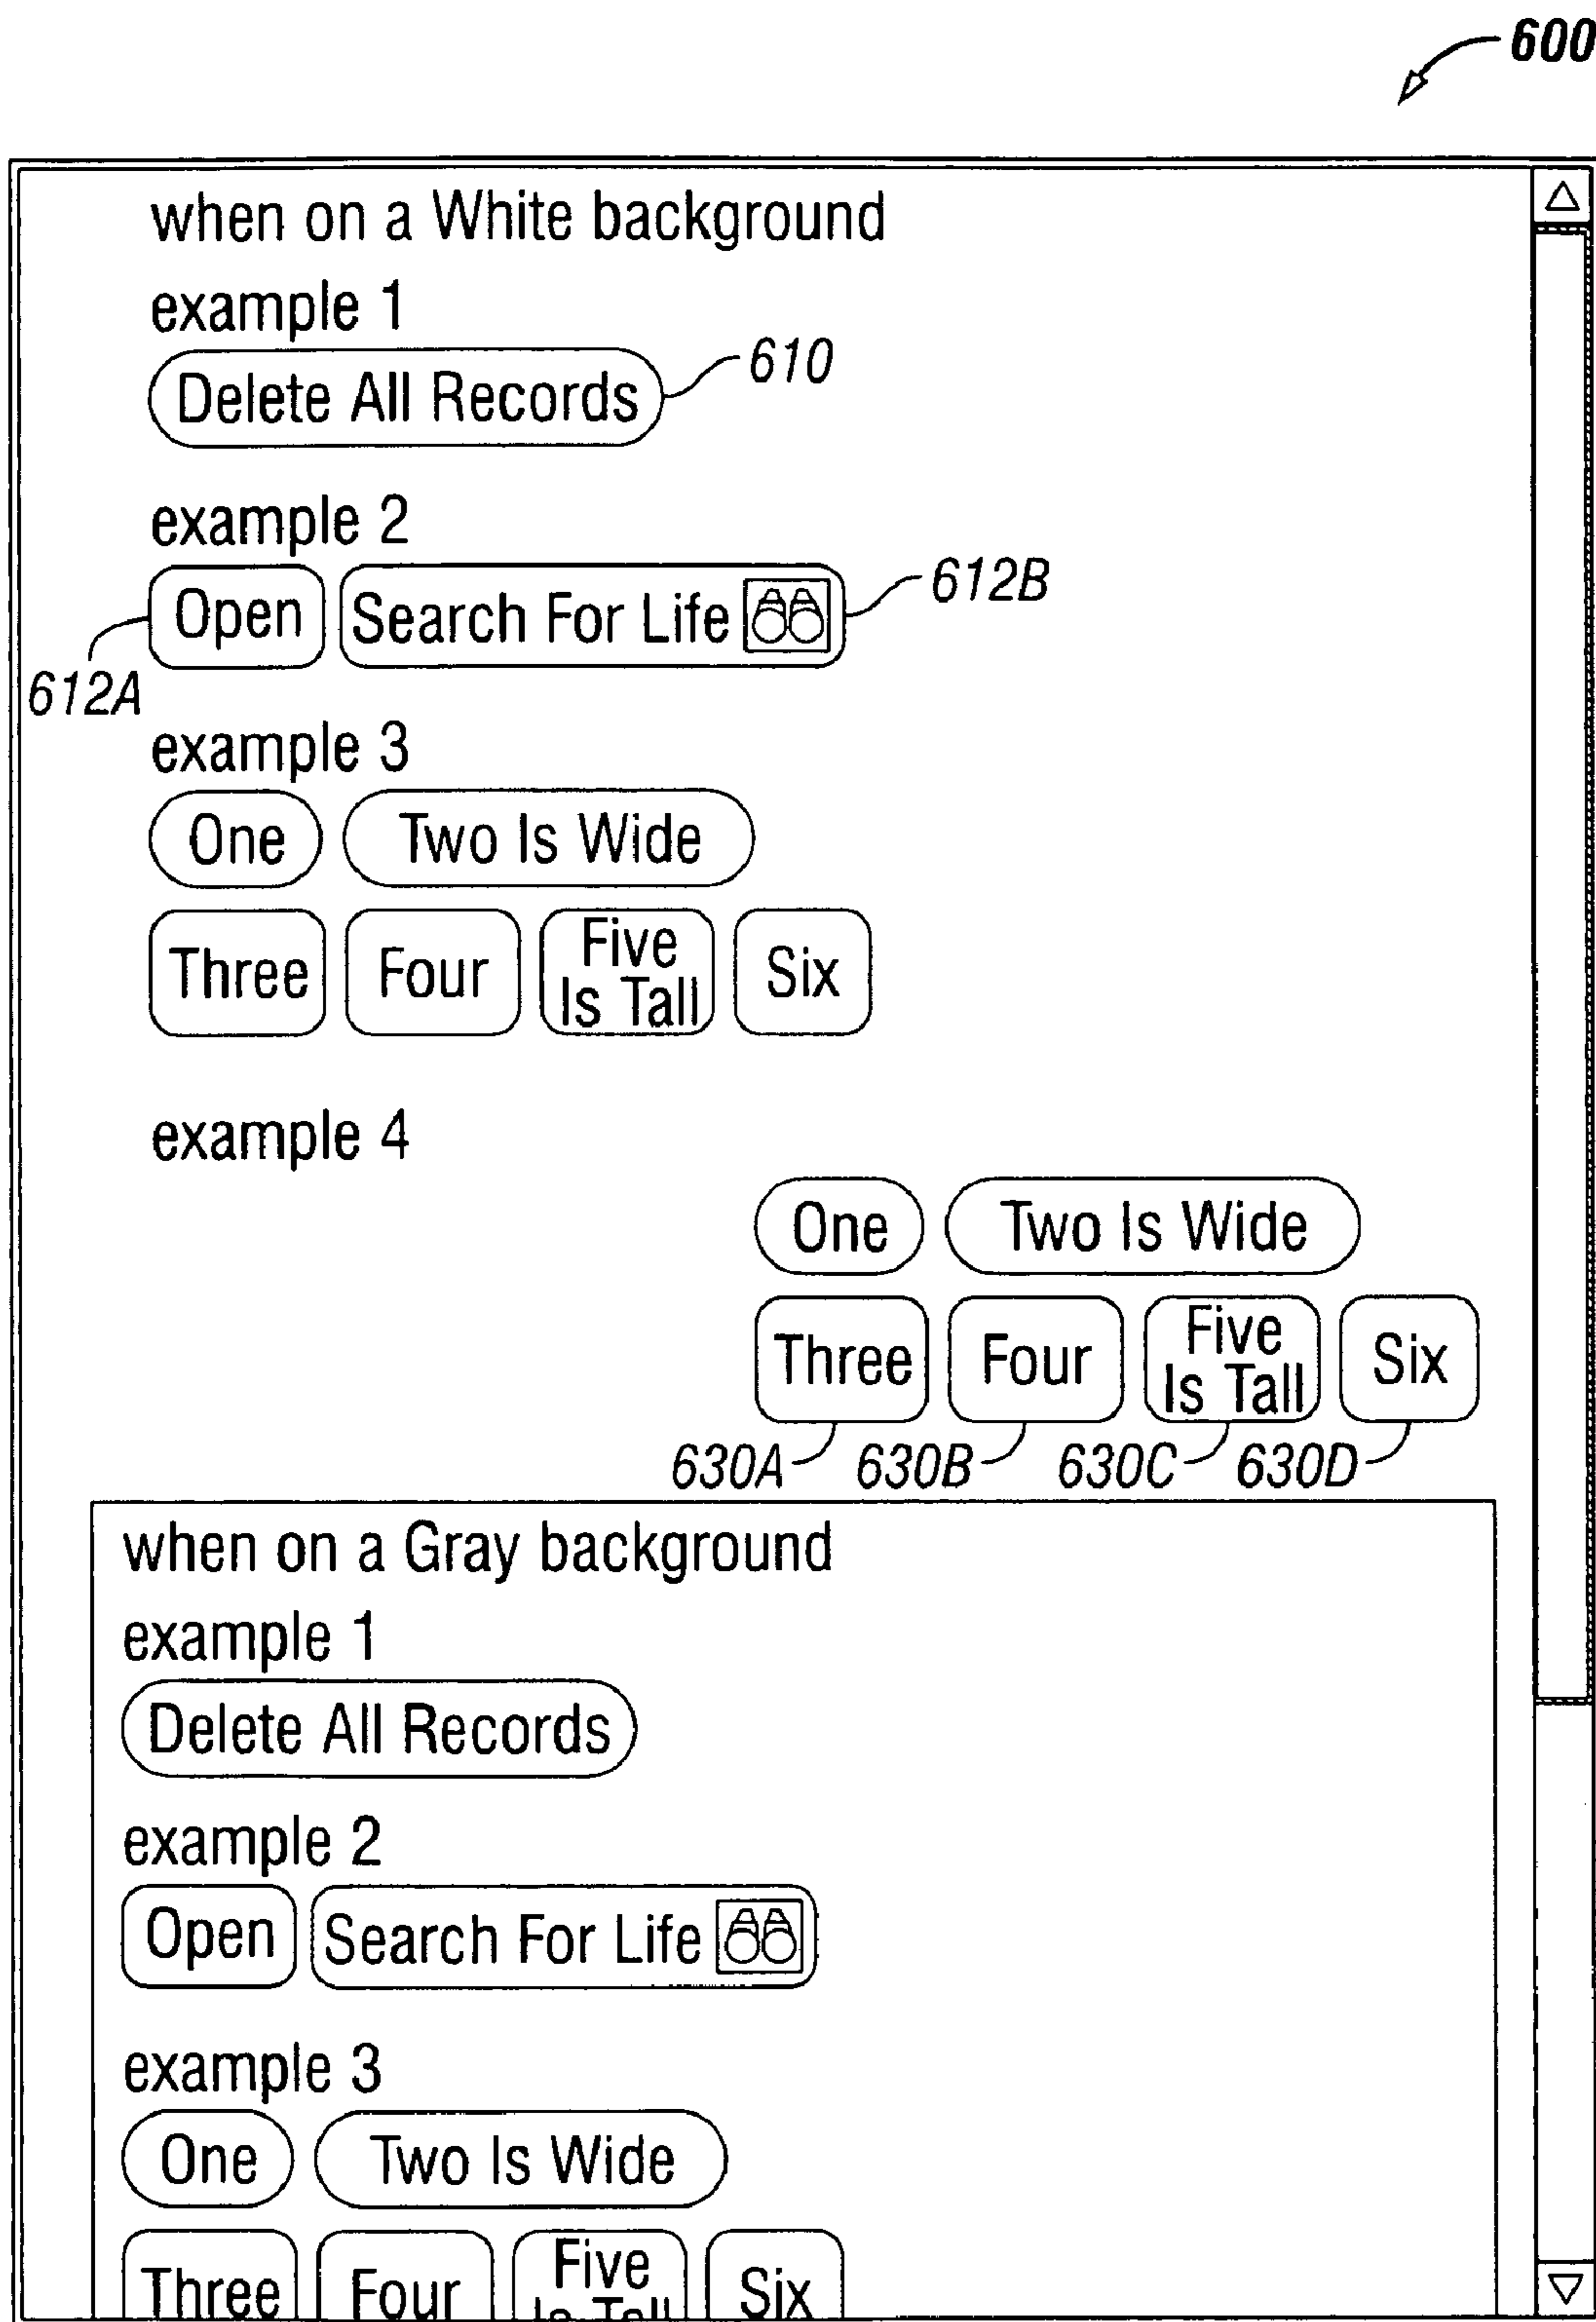 600
when on a White background
example 1
Delete All Records 610
example 2
Open Search For Life 612B
612A
example 3
One Two Is Wide
Three Four Five Is Tall Six
example 4
One Two Is Wide
Three Four Five Is Tall Six
630A 630B 630C 630D
when on a Gray background
example 1
Delete All Records
example 2
Open Search For Life
example 3
One Two Is Wide
Three Four Five Is Tall Six